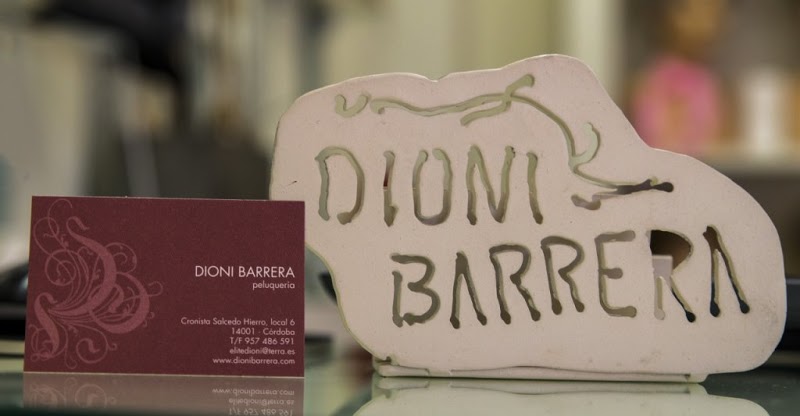 DIONI BARRERA
peluquería
Cronista Salcedo Hierro, local 6
14001 · Córdoba
T/F 957 486 591
elitedioni@terra.es
www.dionibarrera.com
DIONI
BARRERA